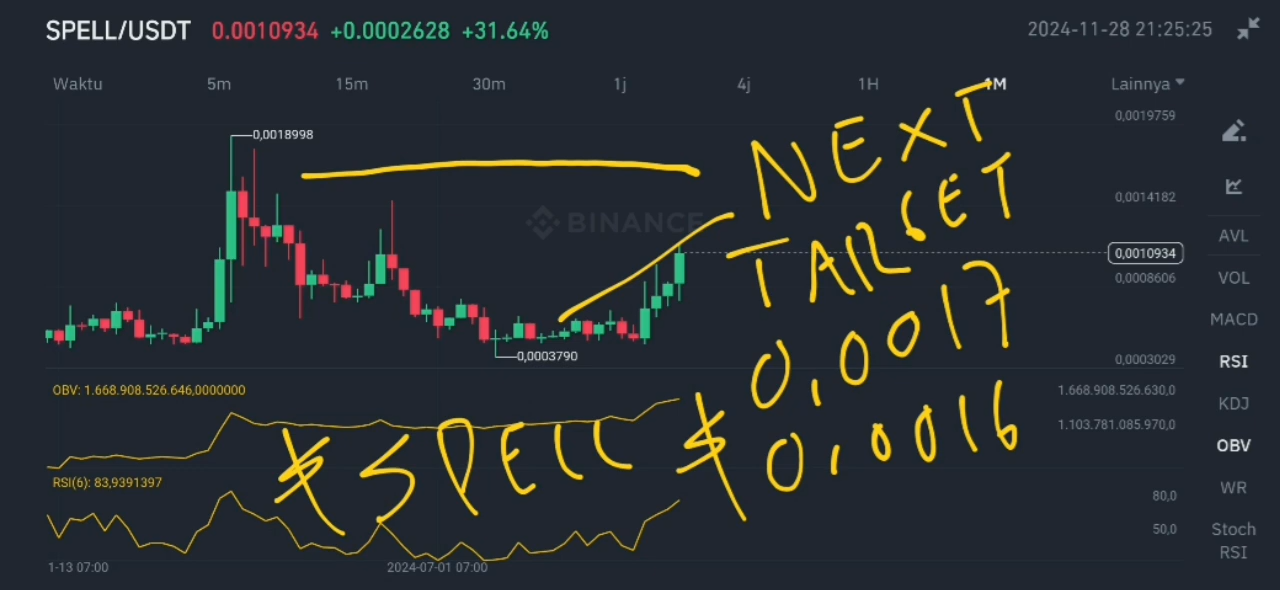 SPELL/USDT 0.0010934 +0.0002628 +31.64% 2024-11-28 21:25:25
Waktu 5m 15m 30m 1j 4j 1H 1M Lainnya
0,0019759
0,0018998
NEXT
TARGET
0,0017
0,0016
BINANCE
0,0014182
0,0010934
0,0008606
0,0003790
0,0003029
AVL
VOL
MACD
RSI
KDJ
OBV
WR
Stoch
RSI
OBV: 1.668.908.526.646,0000000
1.668.908.526.630,0
1.103.781.085.970,0
$SPELL $
RSI(6): 83,9391397
80,0
50,0
1-13 07:00 2024-07-01 07:00